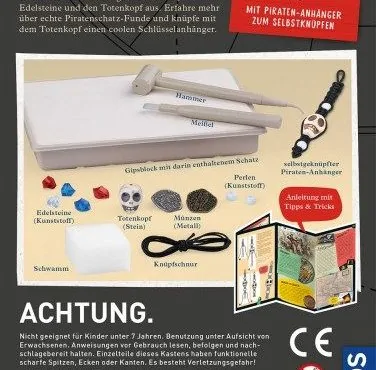 Edelsteine und den Totenkopf aus. Erfahre mehr
über echte Piratenschatz-Funde und knüpfe mit
dem Totenkopf einen coolen Schlüsselanhänger.
MIT PIRATEN-ANHÄNGER
ZUM SELBSTKNÜPFEN
Hammer
Meißel
Gipsblock mit darin enthaltenem Schatz
selbstgeknüpfter
Piraten-Anhänger
Perlen
(Kunststoff)
Edelsteine
(Kunststoff)
Totenkopf
(Stein)
Münzen
(Metall)
Anleitung mit
Tipps & Tricks
Schwamm
Knüpfschnur
ACHTUNG.
Nicht geeignet für Kinder unter 7 Jahren. Benutzung unter Aufsicht von
Erwachsenen. Anweisungen vor Gebrauch lesen, befolgen und nach-
schlagebereit halten. Einzelteile dieses Kastens haben funktionelle
scharfe Spitzen, Ecken oder Kanten. Es besteht Verletzungsgefahr!
CE
S